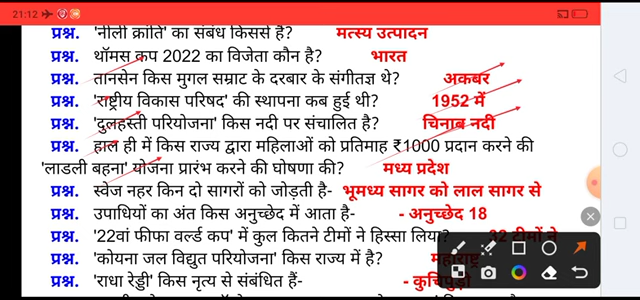 21:12
प्रश्न. 'नीली क्रांति' का संबंध किससे है? मत्स्य उत्पादन
प्रश्न. थॉमस कप 2022 का विजेता कौन है? भारत
प्रश्न. तानसेन किस मुगल सम्राट के दरबार के संगीतज्ञ थे? अकबर
प्रश्न. 'राष्ट्रीय विकास परिषद' की स्थापना कब हुई थी? 1952 में
प्रश्न. 'दुलहस्ती परियोजना' किस नदी पर संचालित है? चिनाब नदी
प्रश्न. हाल ही में किस राज्य द्वारा महिलाओं को प्रतिमाह ₹1000 प्रदान करने की
'लाडली बहना' योजना प्रारंभ करने की घोषणा की? मध्य प्रदेश
प्रश्न. स्वेज नहर किन दो सागरों को जोड़ती है- भूमध्य सागर को लाल सागर से
प्रश्न. उपाधियों का अंत किस अनुच्छेद में आता है- - अनुच्छेद 18
प्रश्न. '22वां फीफा वर्ल्ड कप' में कुल कितने टीमों ने हिस्सा लिया? 32 टीमों ने
प्रश्न. 'कोयना जल विद्युत परियोजना' किस राज्य में है? महाराष्ट्र
प्रश्न. 'राधा रेड्डी' किस नृत्य से संबंधित हैं- - कुचिपुड़ी